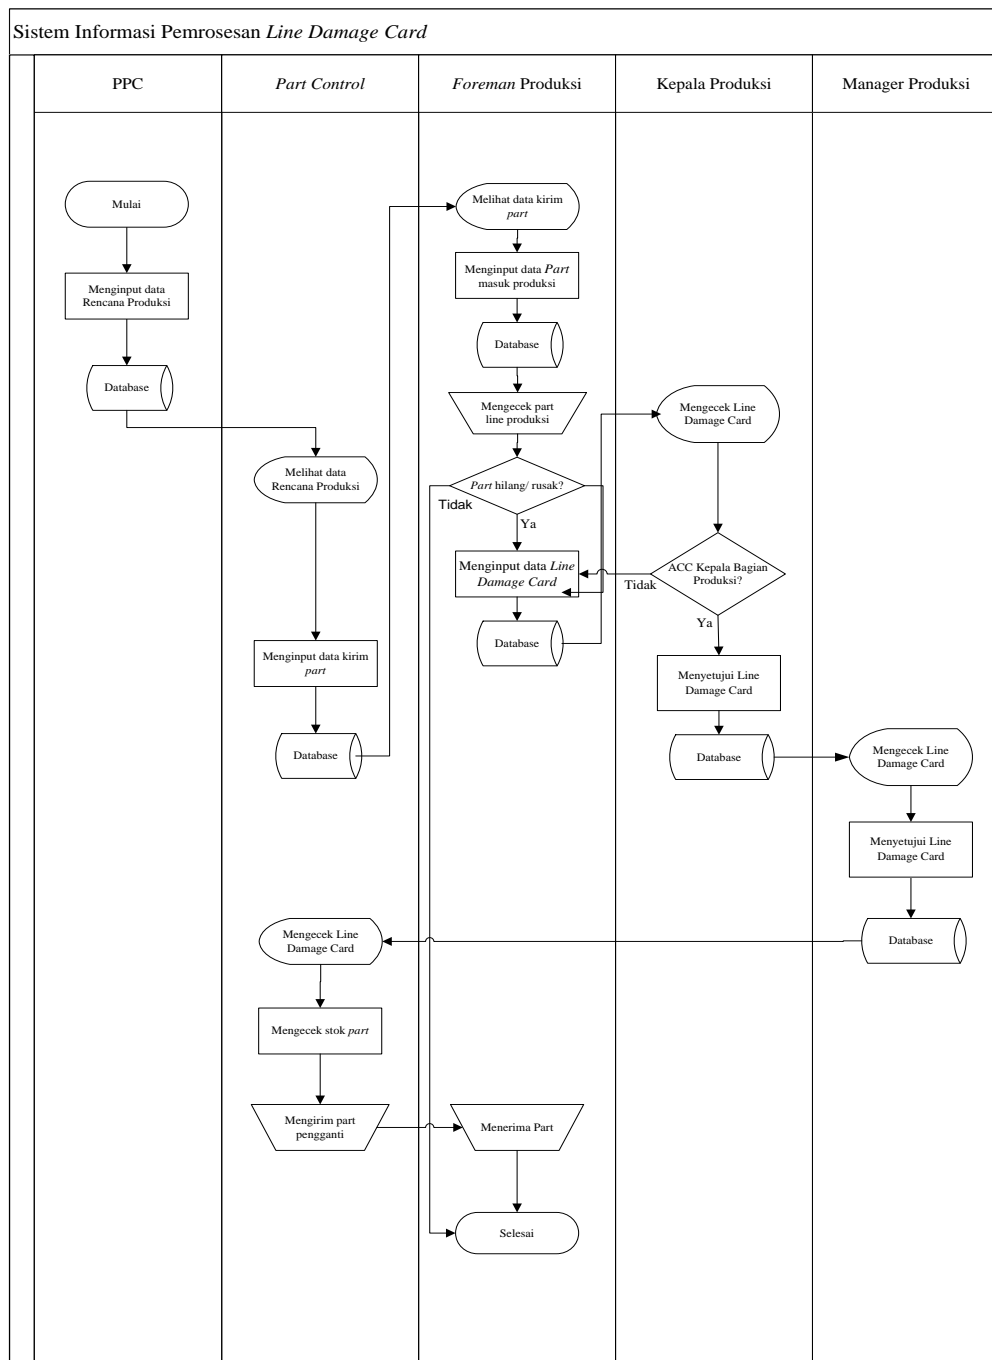 Sistem Informasi Pemrosesan Line Damage Card
PPC
Part Control
Foreman Produksi
Kepala Produksi
Manager Produksi
Mulai
Menginput data
Rencana Produksi
Database
Melihat data
Rencana Produksi
Menginput data kirim
part
Database
Melihat data kirim
part
Menginput data Part
masuk produksi
Database
Mengecek part
line produksi
Part hilang/ rusak?
Tidak
Ya
Menginput data Line
Damage Card
Database
Mengecek Line
Damage Card
ACC Kepala Bagian
Produksi?
Tidak
Ya
Menyetujui Line
Damage Card
Database
Mengecek Line
Damage Card
Menyetujui Line
Damage Card
Database
Mengecek Line
Damage Card
Mengecek stok part
Mengirim part
pengganti
Menerima Part
Selesai